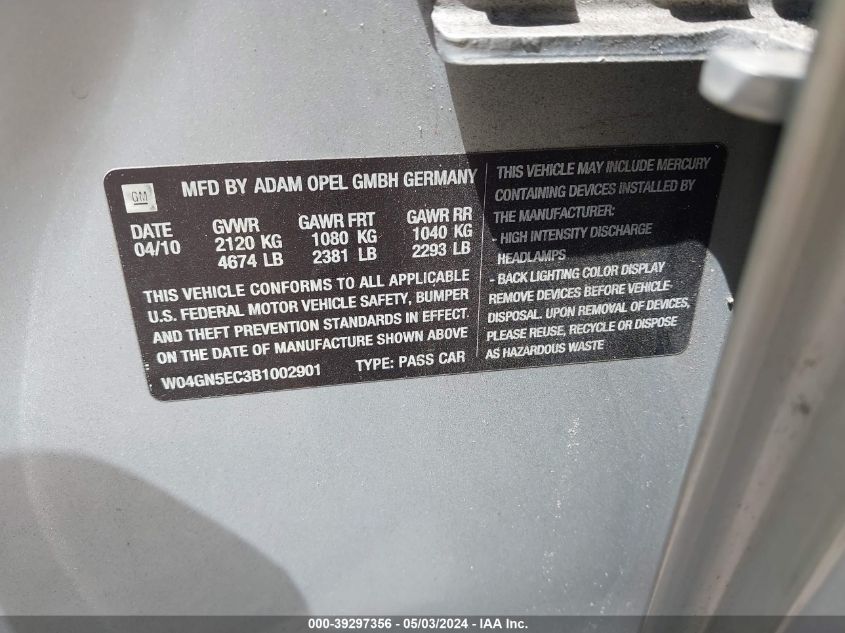 GM
MFD BY ADAM OPEL GMBH GERMANY
DATE GVWR GAWR FRT GAWR RR
04/10 2120 KG 1080 KG 1040 KG
4674 LB 2381 LB 2293 LB
THIS VEHICLE CONFORMS TO ALL APPLICABLE
U.S. FEDERAL MOTOR VEHICLE SAFETY, BUMPER
AND THEFT PREVENTION STANDARDS IN EFFECT
ON THE DATE OF MANUFACTURE SHOWN ABOVE
W04GN5EC3B1002901 TYPE: PASS CAR
THIS VEHICLE MAY INCLUDE MERCURY
CONTAINING DEVICES INSTALLED BY
THE MANUFACTURER:
- HIGH INTENSITY DISCHARGE
HEADLAMPS
- BACK LIGHTING COLOR DISPLAY
REMOVE DEVICES BEFORE VEHICLE
DISPOSAL. UPON REMOVAL OF DEVICES,
PLEASE REUSE, RECYCLE OR DISPOSE
AS HAZARDOUS WASTE
000-39297356 - 05/03/2024 - IAA Inc.